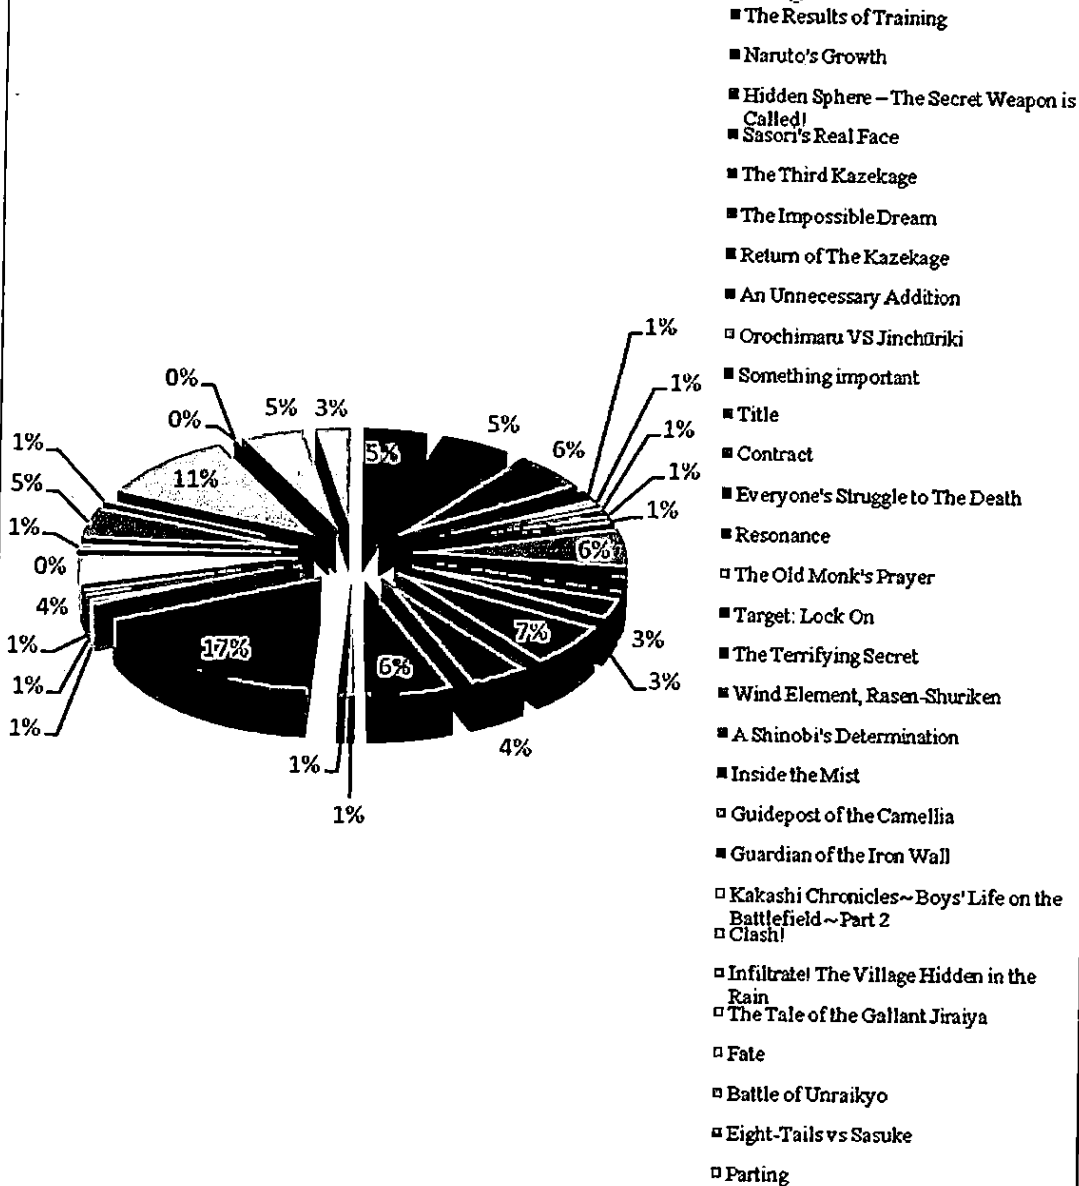 The Results of Training
Naruto's Growth
Hidden Sphere – The Secret Weapon is
Called!
Sasori's Real Face
The Third Kazekage
The Impossible Dream
Return of The Kazekage
An Unnecessary Addition
Orochimaru VS Jinchūriki
Something important
Title
Contract
Everyone's Struggle to The Death
Resonance
The Old Monk's Prayer
Target: Lock On
The Terrifying Secret
Wind Element, Rasen-Shuriken
A Shinobi's Determination
Inside the Mist
Guidepost of the Camellia
Guardian of the Iron Wall
Kakashi Chronicles~Boys' Life on the
Battlefield~Part 2
Clash!
Infiltrate! The Village Hidden in the
Rain
The Tale of the Gallant Jiraiya
Fate
Battle of Unraikyo
Eight-Tails vs Sasuke
Parting
0%
0%
5%
3%
5%
5%
6%
1%
1%
1%
1%
1%
6%
3%
3%
7%
4%
6%
1%
1%
17%
1%
1%
1%
4%
0%
1%
5%
1%
11%